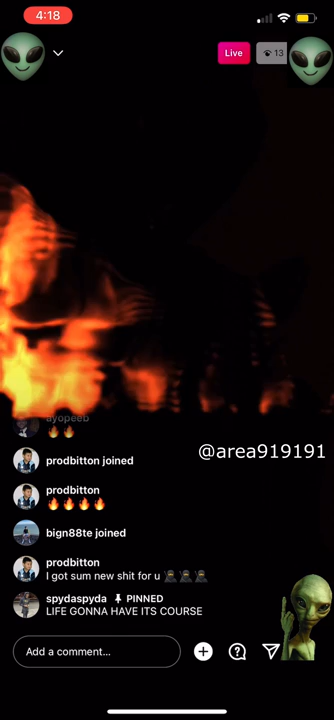 4:18
Live
13
ayopeeb
🔥🔥
prodbitton joined
prodbitton
🔥🔥🔥🔥
bign88te joined
prodbitton
I got sum new shit for u 🥷🥷🥷
spydaspyda 📌 PINNED
LIFE GONNA HAVE ITS COURSE
@area919191
Add a comment...